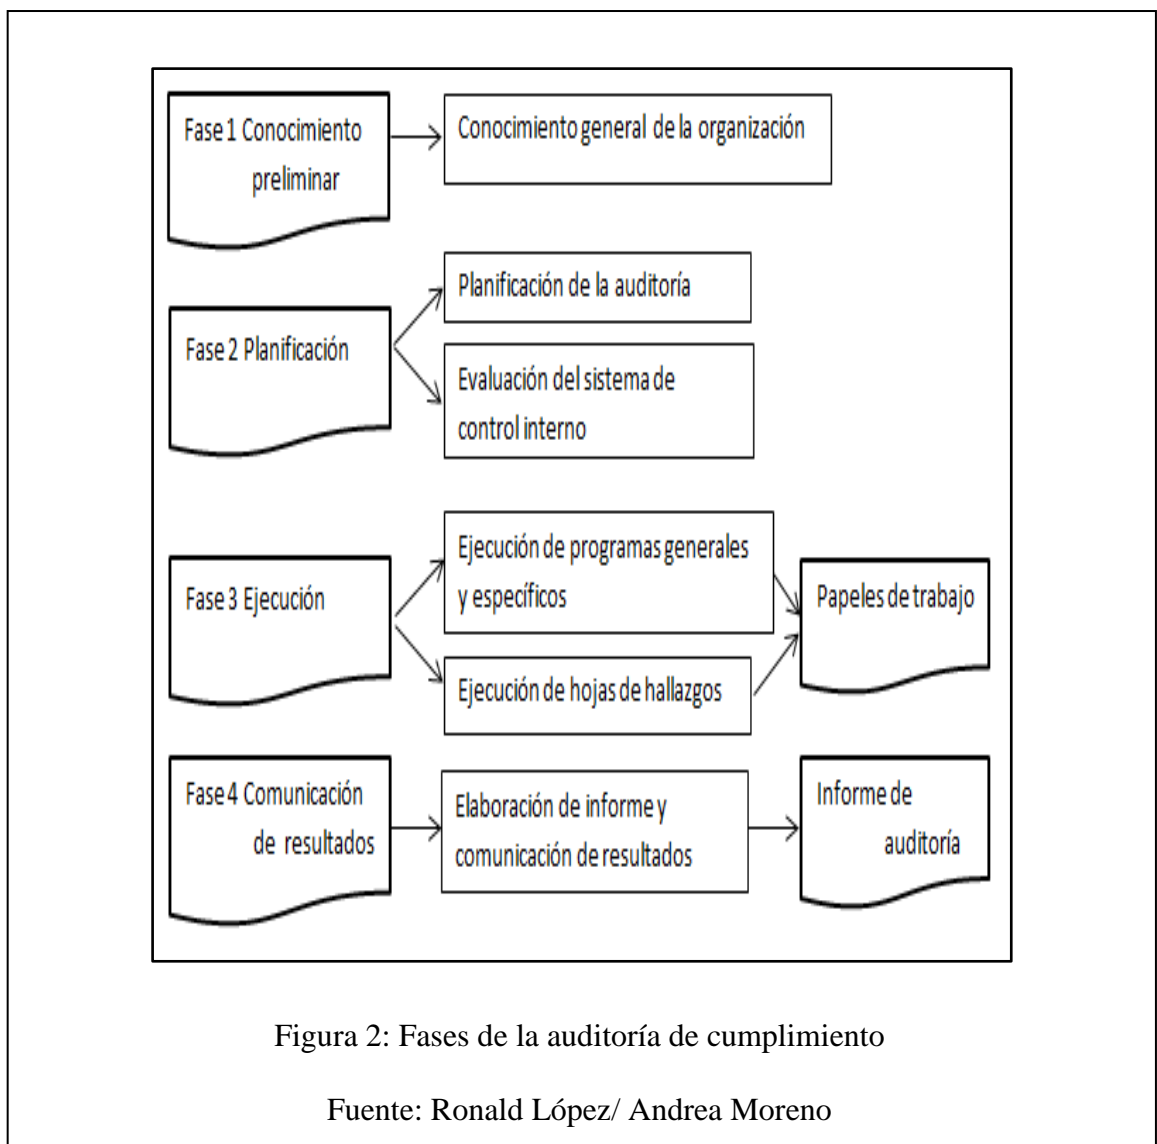 Fase 1 Conocimiento
preliminar
Conocimiento general de la organización
Fase 2 Planificación
Planificación de la auditoría
Evaluación del sistema de
control interno
Fase 3 Ejecución
Ejecución de programas generales
y específicos
Ejecución de hojas de hallazgos
Papeles de trabajo
Fase 4 Comunicación
de resultados
Elaboración de informe y
comunicación de resultados
Informe de
auditoría
Figura 2: Fases de la auditoría de cumplimiento
Fuente: Ronald López/ Andrea Moreno